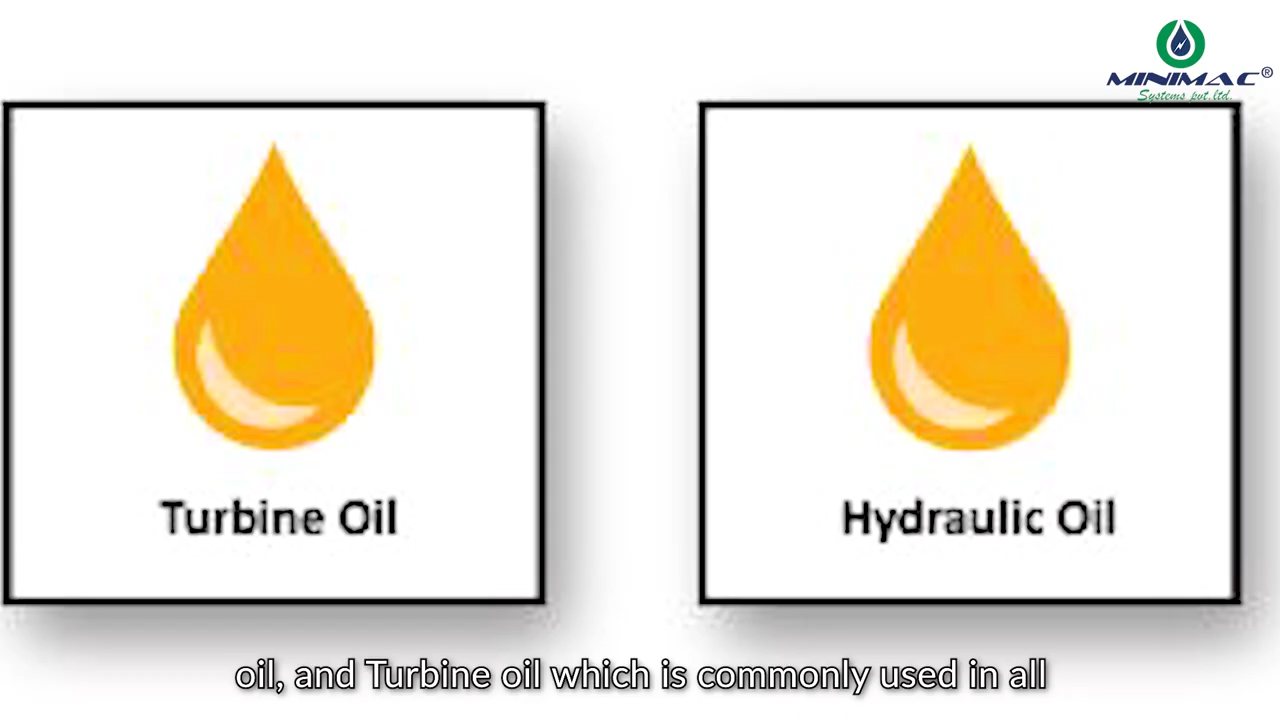 MINIMAC®
Systems pvt.ltd.
Turbine Oil
Hydraulic Oil
oil, and Turbine oil which is commonly used in all